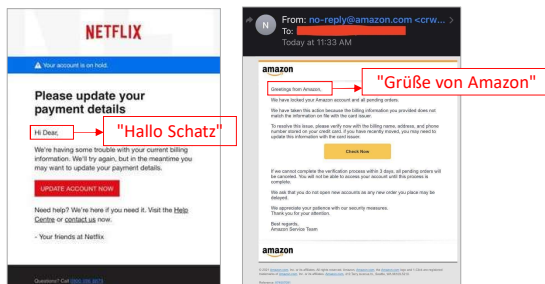 NETFLIX
Your account is on hold.
Please update your
payment details
Hi Dear,
"Hallo Schatz"
We're having some trouble with your current billing
information. We'll try again, but in the meantime you
may want to update your payment details.
UPDATE ACCOUNT NOW
Need help? We're here if you need it. Visit the Help
Centre or contact us now.
- Your friends at Netflix
Questions? Call
N
From: no-reply@amazon.com <crw...
To:
Today at 11:33 AM
amazon
Greetings from Amazon,
"Grüße von Amazon"
We have locked your Amazon account and all pending orders.
We have taken this action because the billing information you provided does not
match the information on file with the card issuer.
To resolve this issue, please verify now with the billing name, address, and phone
number stored on your credit card. If you have recently moved, you may need to
update this information with the card issuer.
Check Now
If we cannot complete the verification process within 3 days, all pending orders will
be canceled. You will not be able to access your account until this process is
complete.
We ask that you do not open new accounts as any new order you place may be
delayed.
We appreciate your patience with our security measures.
Thank you for your attention.
Best regards,
Amazon Service Team
amazon